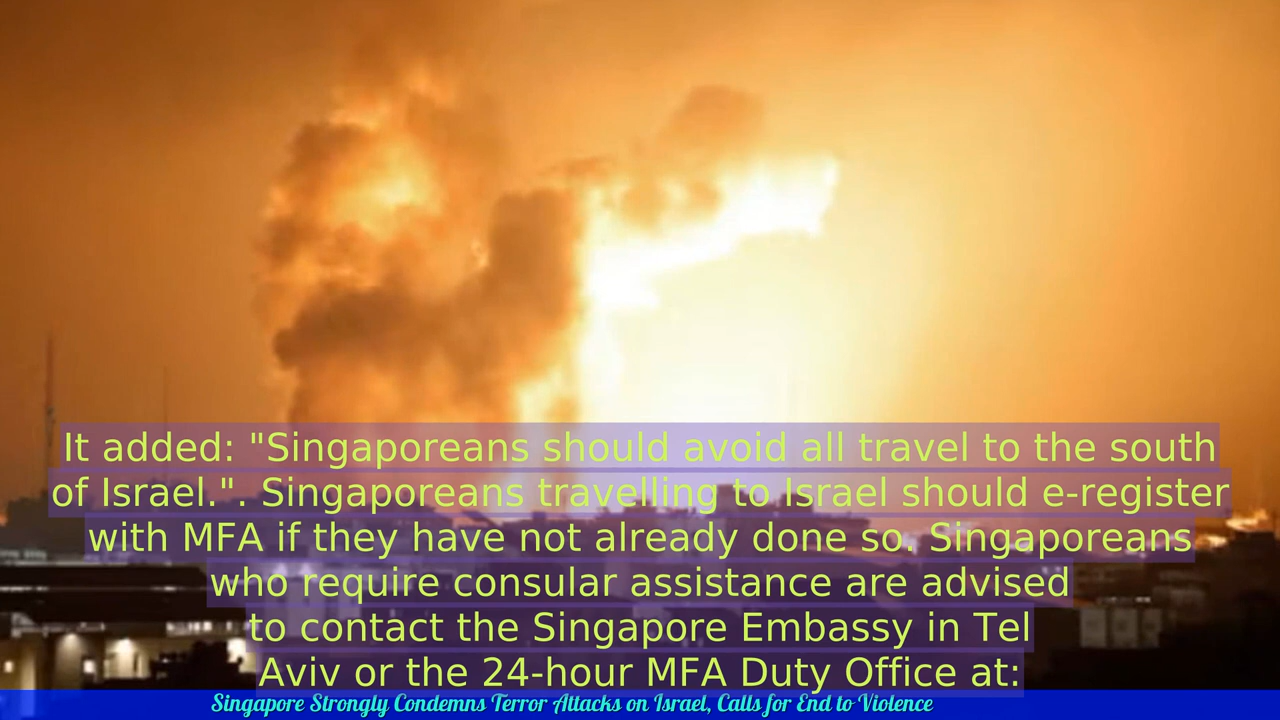 It added: "Singaporeans should avoid all travel to the south
of Israel.". Singaporeans travelling to Israel should e-register
with MFA if they have not already done so. Singaporeans
who require consular assistance are advised
to contact the Singapore Embassy in Tel
Aviv or the 24-hour MFA Duty Office at:
Singapore Strongly Condemns Terror Attacks on Israel, Calls for End to Violence